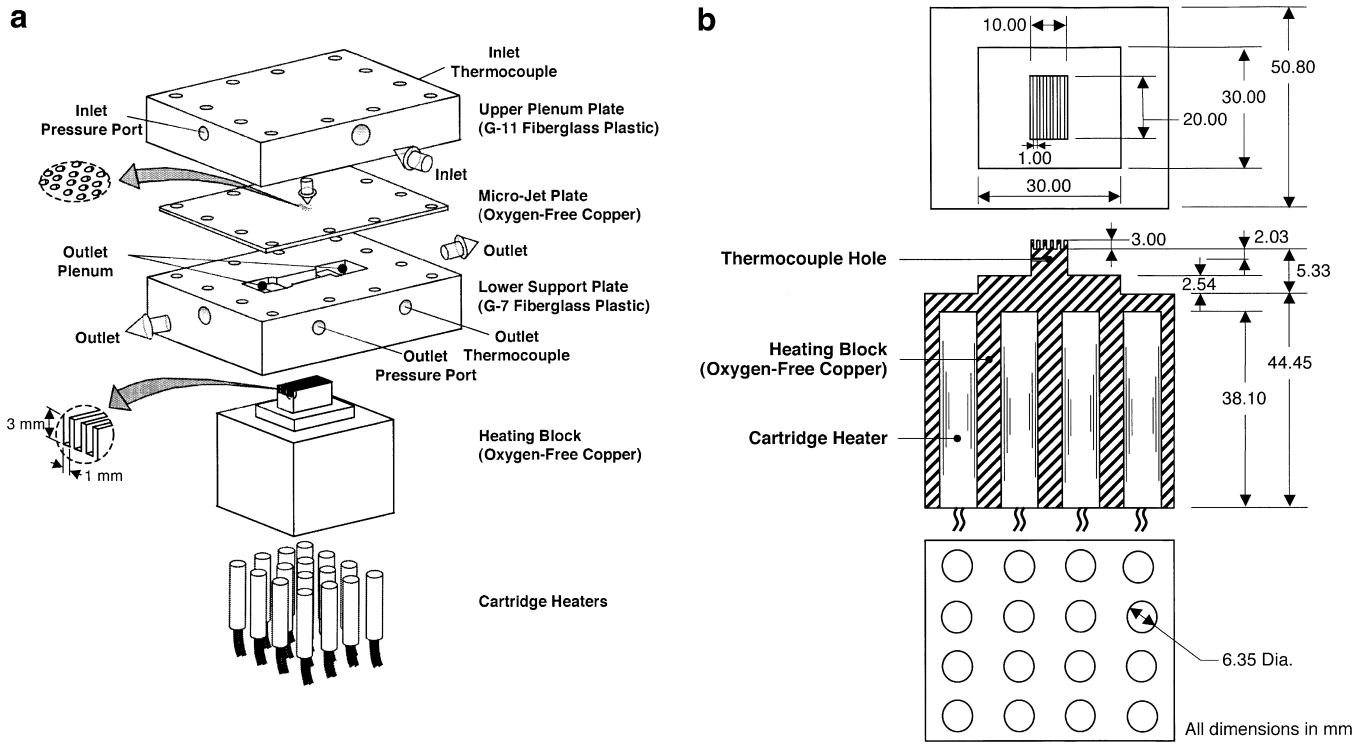 a
Inlet
Thermocouple
Inlet
Pressure Port
Upper Plenum Plate
(G-11 Fiberglass Plastic)
Inlet
Micro-Jet Plate
(Oxygen-Free Copper)
Outlet
Plenum
Outlet
Lower Support Plate
(G-7 Fiberglass Plastic)
Outlet
Outlet
Thermocouple
Outlet
Pressure Port
3 mm
1 mm
Heating Block
(Oxygen-Free Copper)
Cartridge Heaters
b
10.00
50.80
30.00
20.00
1.00
30.00
3.00
2.03
Thermocouple Hole
5.33
2.54
Heating Block
(Oxygen-Free Copper)
44.45
38.10
Cartridge Heater
6.35 Dia.
All dimensions in mm